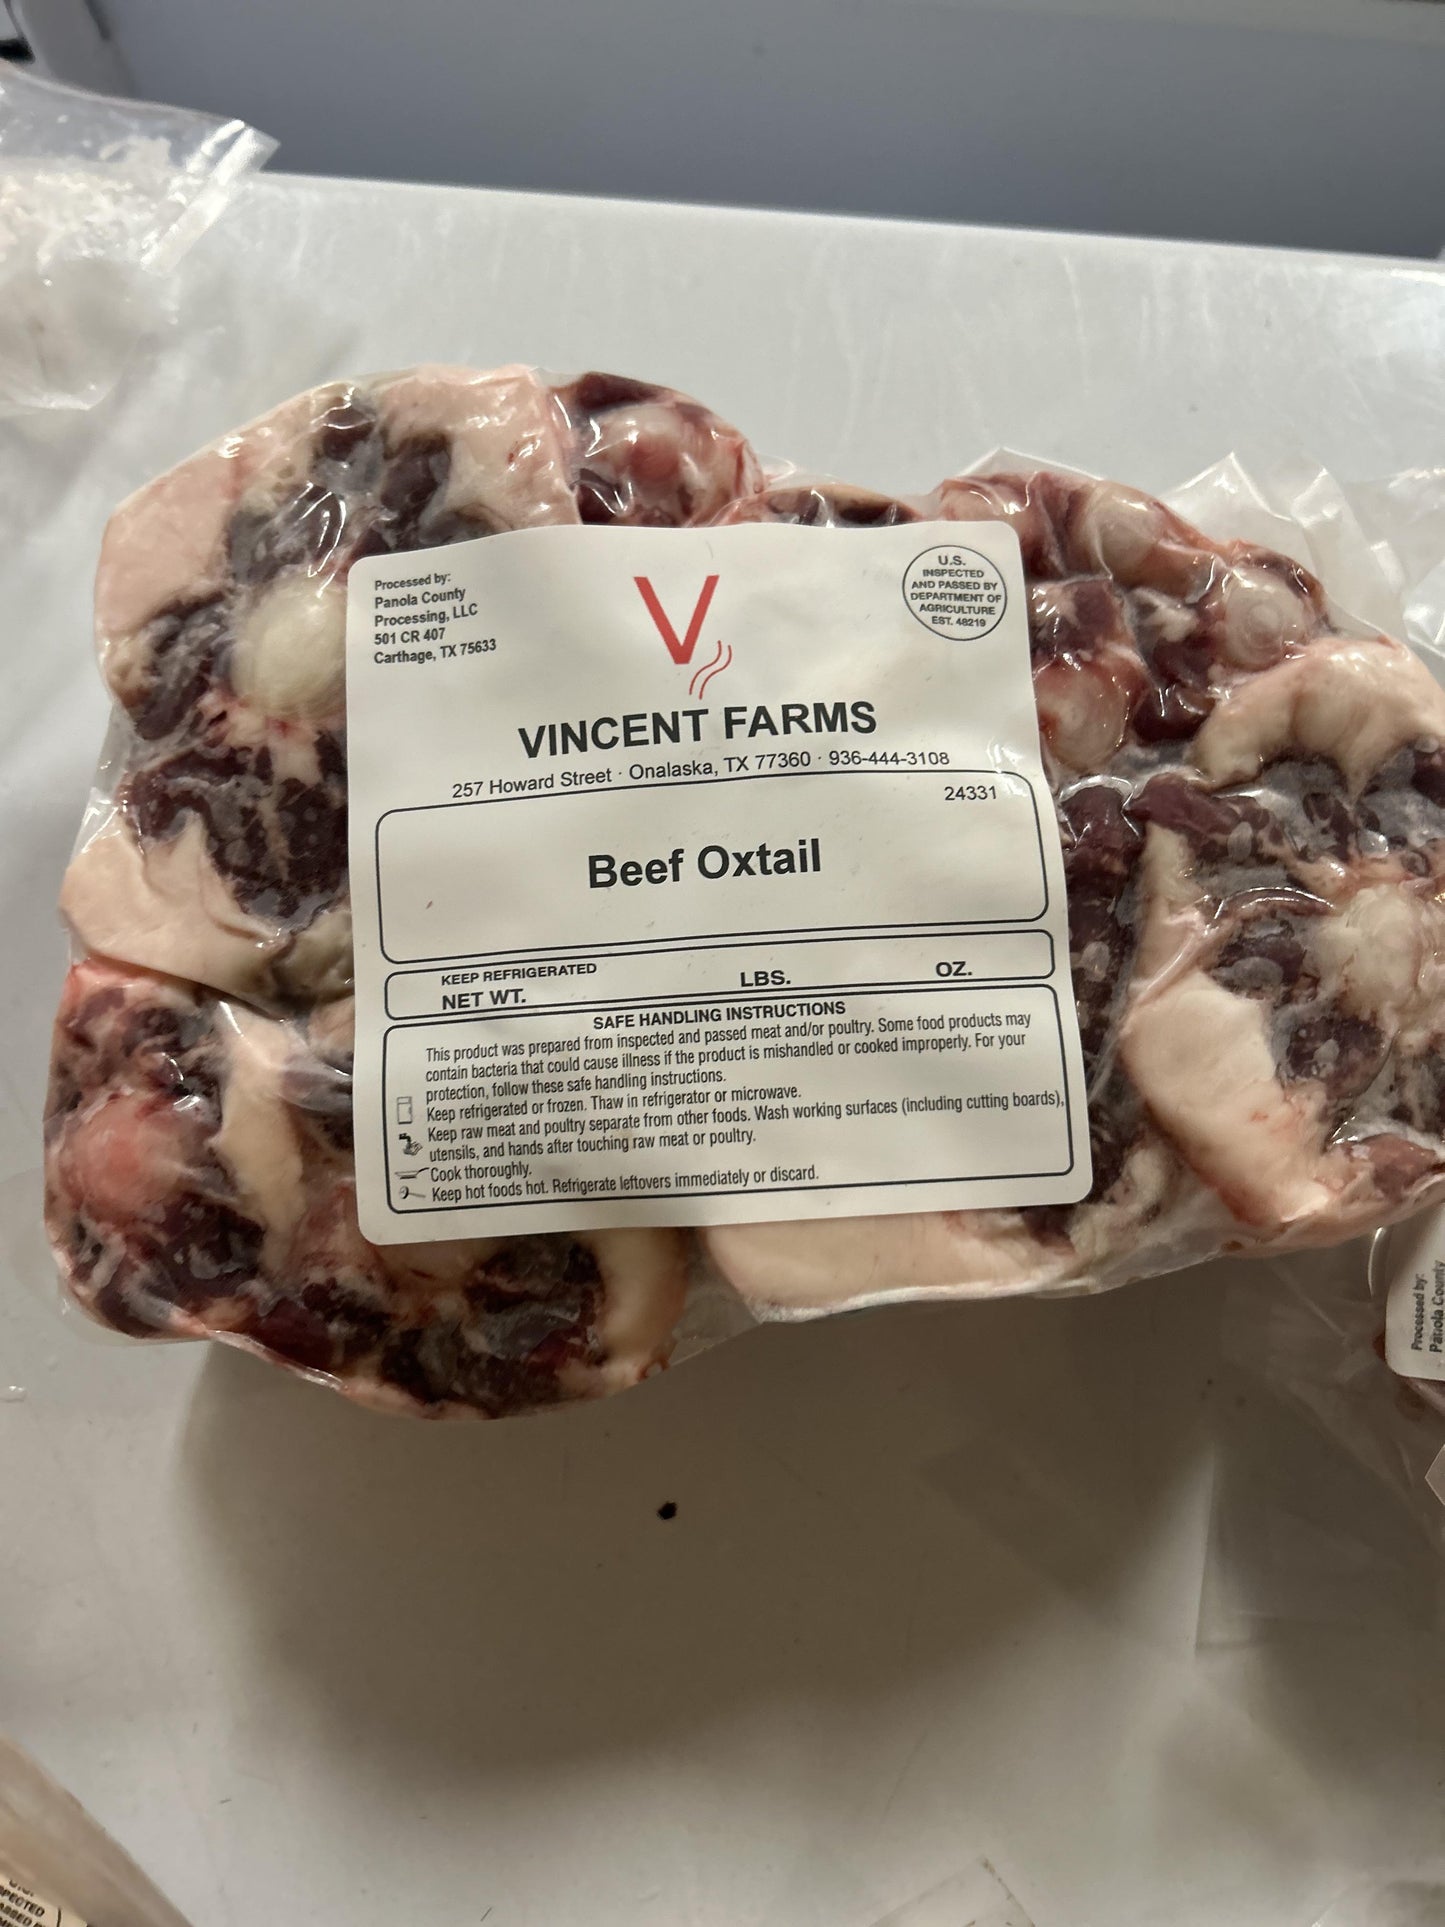 Processed by:
Panola County
Processing, LLC
501 CR 407
Carthage, TX 75633
V
U.S.
INSPECTED
AND PASSED BY
DEPARTMENT OF
AGRICULTURE
EST. 48219
VINCENT FARMS
257 Howard Street · Onalaska, TX 77360 · 936-444-3108
24331
Beef Oxtail
KEEP REFRIGERATED
NET WT. LBS. OZ.
SAFE HANDLING INSTRUCTIONS
This product was prepared from inspected and passed meat and/or poultry. Some food products may
contain bacteria that could cause illness if the product is mishandled or cooked improperly. For your
protection, follow these safe handling instructions.
Keep refrigerated or frozen. Thaw in refrigerator or microwave.
Keep raw meat and poultry separate from other foods. Wash working surfaces (including cutting boards),
utensils, and hands after touching raw meat or poultry.
Cook thoroughly.
Keep hot foods hot. Refrigerate leftovers immediately or discard.
Processed by:
Panola County